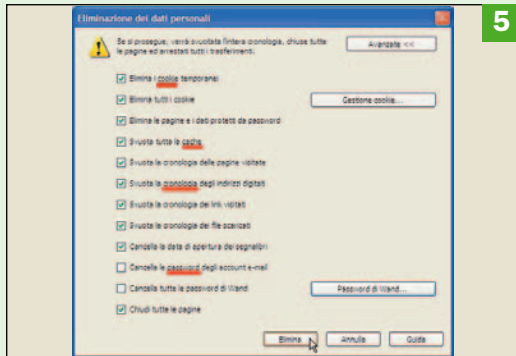 5
Eliminazione dei dati personali
Se si prosegue, verrà svuotata l'intera cronologia, chiuse tutte
le pagine ed arrestati tutti i trasferimenti.
Avanzate <<
Elimina i cookie temporanei
Elimina tutti i cookie
Gestione cookie...
Elimina le pagine e i dati protetti da password
Svuota tutta la cache
Svuota la cronologia delle pagine visitate
Svuota la cronologia degli indirizzi digitati
Svuota la cronologia dei link visitati
Svuota la cronologia dei file scaricati
Cancella la data di apertura dei segnalibri
Cancella le password degli account e-mail
Cancella tutte le password di Wand
Password di Wand...
Chiudi tutte le pagine
Elimina
Annulla
Guida